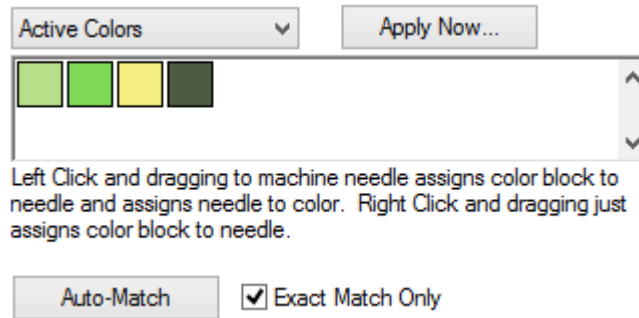 Active Colors
Apply Now...
Left Click and dragging to machine needle assigns color block to
needle and assigns needle to color.  Right Click and dragging just
assigns color block to needle.
Auto-Match
Exact Match Only